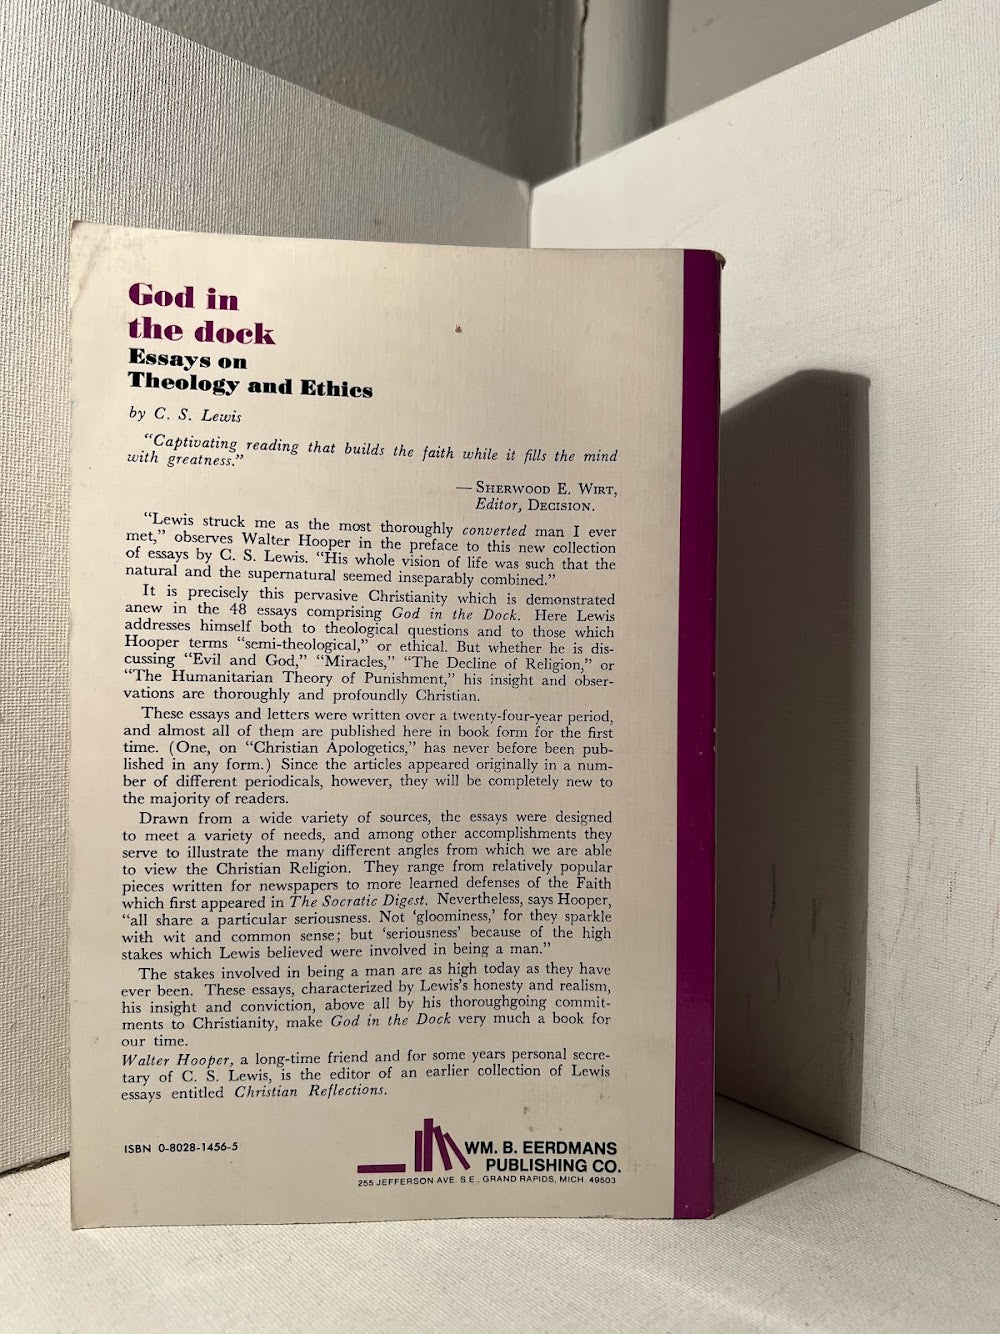 God in
the dock
Essays on
Theology and Ethics
by C. S. Lewis
“Captivating reading that builds the faith while it fills the mind
with greatness.”
—SHERWOOD E. WIRT,
Editor, DECISION.
“Lewis struck me as the most thoroughly converted man I ever
met,” observes Walter Hooper in the preface to this new collection
of essays by C. S. Lewis. “His whole vision of life was such that the
natural and the supernatural seemed inseparably combined.”
It is precisely this pervasive Christianity which is demonstrated
anew in the 48 essays comprising God in the Dock. Here Lewis
addresses himself both to theological questions and to those which
Hooper terms “semi-theological,” or ethical. But whether he is dis-
cussing “Evil and God,” “Miracles,” “The Decline of Religion,” or
“The Humanitarian Theory of Punishment,” his insight and obser-
vations are thoroughly and profoundly Christian.
These essays and letters were written over a twenty-four-year period,
and almost all of them are published here in book form for the first
time. (One, on “Christian Apologetics,” has never before been pub-
lished in any form.) Since the articles appeared originally in a num-
ber of different periodicals, however, they will be completely new to
the majority of readers.
Drawn from a wide variety of sources, the essays were designed
to meet a variety of needs, and among other accomplishments they
serve to illustrate the many different angles from which we are able
to view the Christian Religion. They range from relatively popular
pieces written for newspapers to more learned defenses of the Faith
which first appeared in The Socratic Digest. Nevertheless, says Hooper,
“all share a particular seriousness. Not ‘gloominess,’ for they sparkle
with wit and common sense; but ‘seriousness’ because of the high
stakes which Lewis believed were involved in being a man.”
The stakes involved in being a man are as high today as they have
ever been. These essays, characterized by Lewis’s honesty and realism,
his insight and conviction, above all by his thoroughgoing commit-
ments to Christianity, make God in the Dock very much a book for
our time.
Walter Hooper, a long-time friend and for some years personal secre-
tary of C. S. Lewis, is the editor of an earlier collection of Lewis
essays entitled Christian Reflections.
ISBN 0-8028-1456-5
WM. B. EERDMANS
PUBLISHING CO.
255 JEFFERSON AVE. S.E., GRAND RAPIDS, MICH. 49503